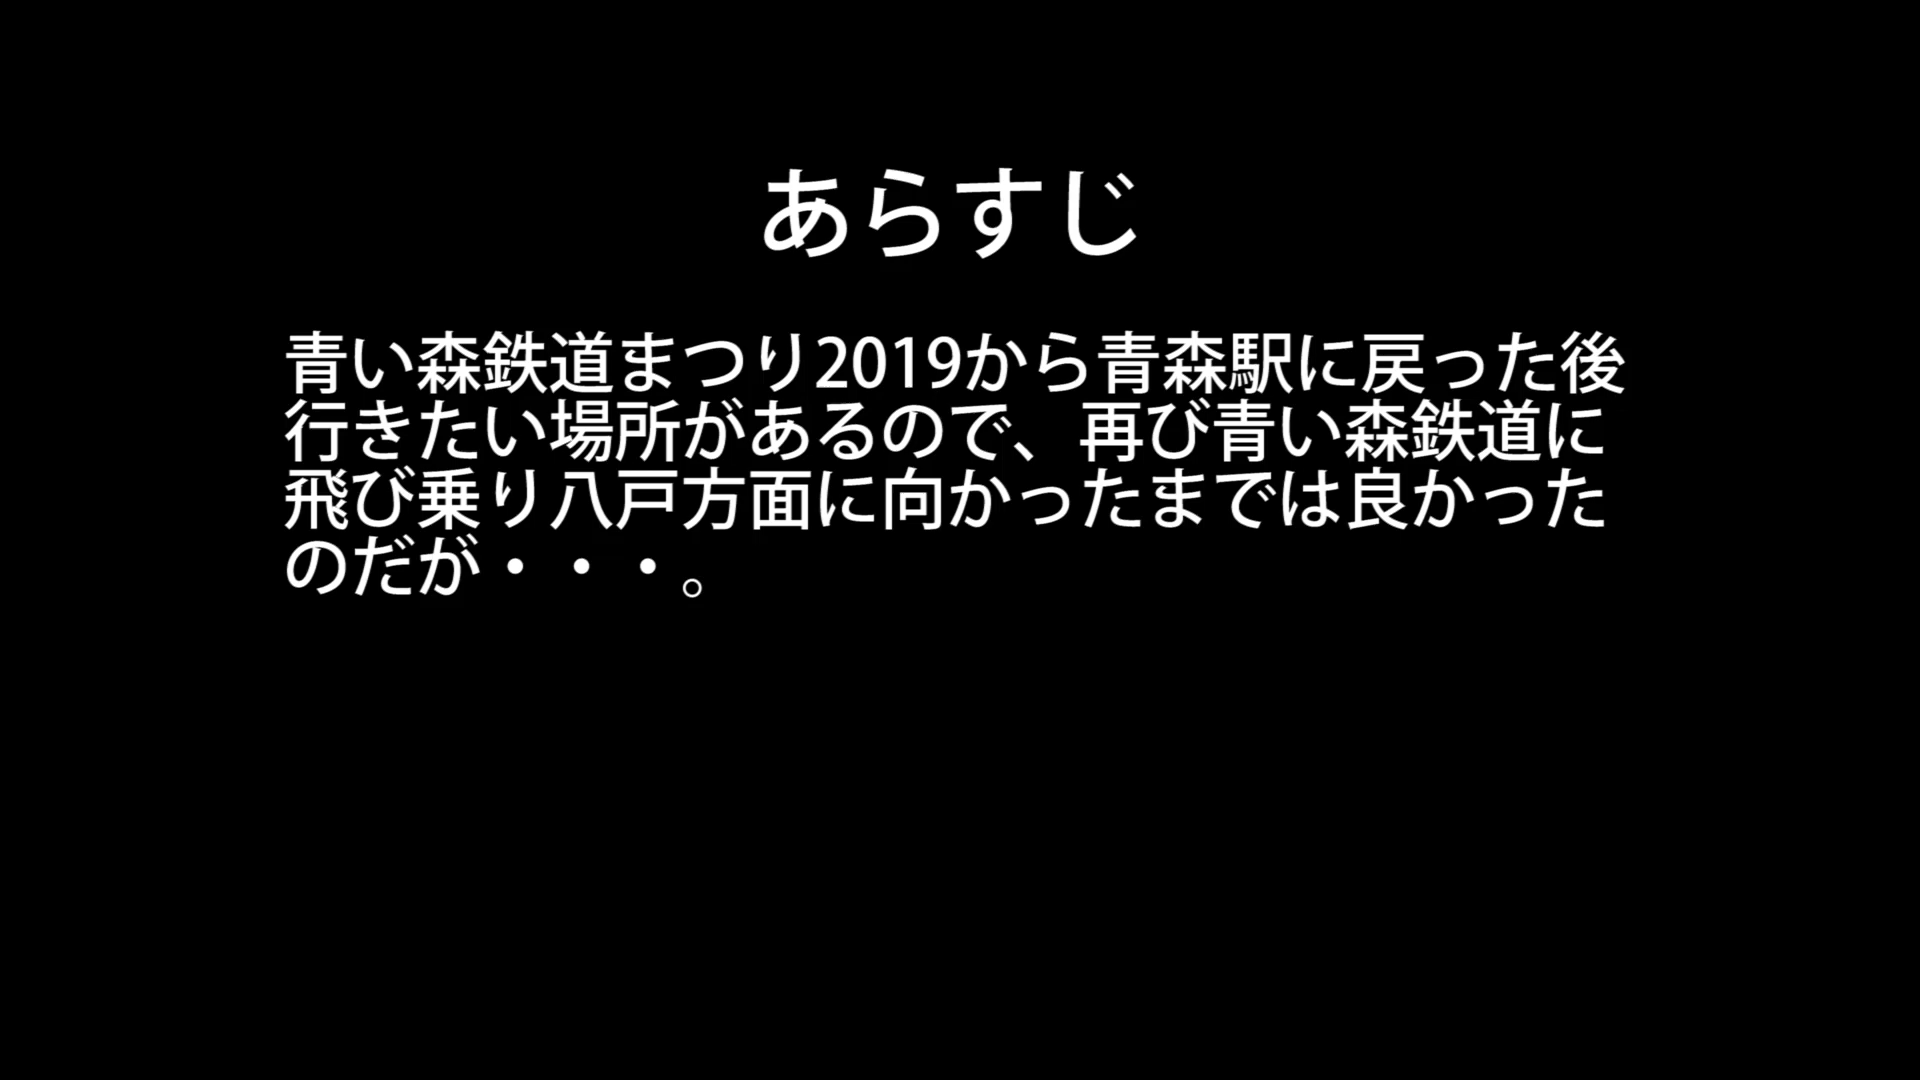 あらすじ
青い森鉄道まつり2019から青森駅に戻った後
行きたい場所があるので、再び青い森鉄道に
飛び乗り八戸方面に向かったまでは良かった
のだが・・・。